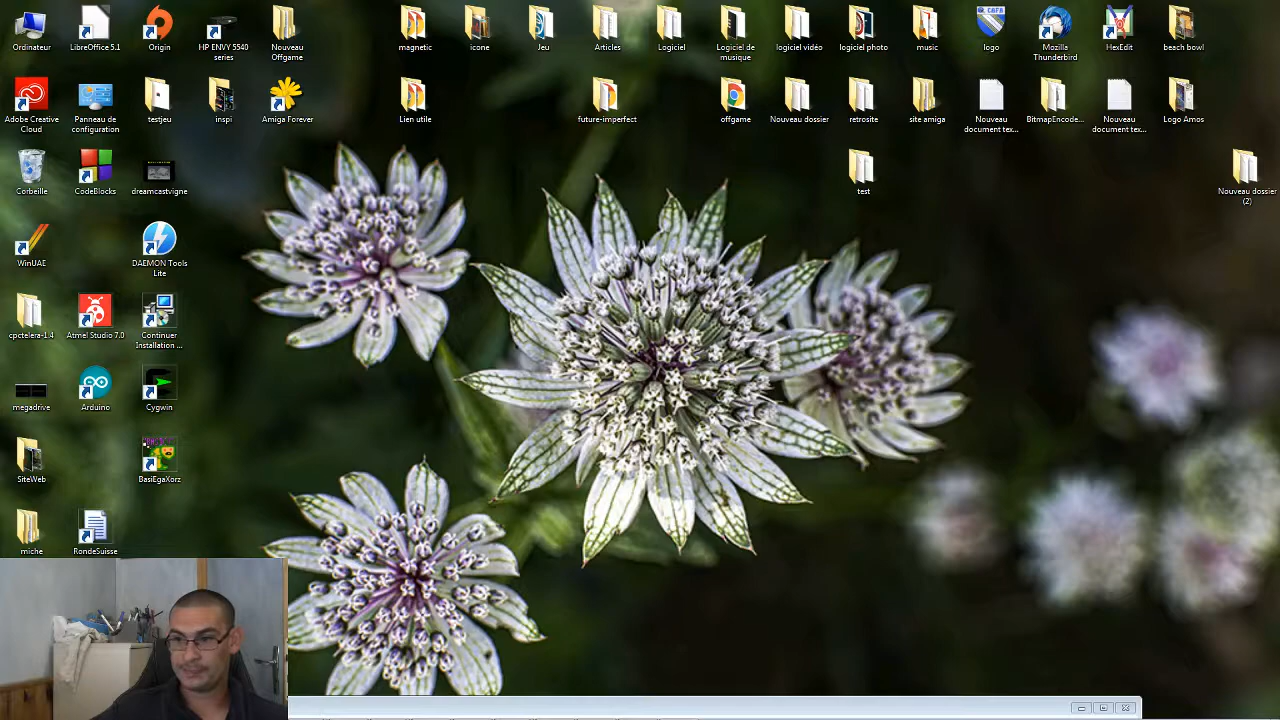 Ordinateur
LibreOffice 5.1
Origin
HP ENVY 5540
series
Nouveau
Offgame
magnetic
icone
Jeu
Articles
Logiciel
Logiciel de
musique
logiciel vidéo
logiciel photo
music
CAFA
logo
Mozilla
Thunderbird
HexEdit
beach bowl
Adobe Creative
Cloud
Panneau de
configuration
testjeu
inspi
Amiga Forever
Lien utile
future-imperfect
offgame
Nouveau dossier
retrosite
site amiga
Nouveau
document tex...
BitmapEncode...
Nouveau
document tex...
Logo Amos
Corbeille
CodeBlocks
dreamcastvigne
test
Nouveau dossier
(2)
WinUAE
DAEMON Tools
Lite
cpctelera-1.4
Atmel Studio 7.0
Continuer
Installation ...
megadrive
Arduino
Cygwin
SiteWeb
BasiEgaXorz
miche
RondeSuisse